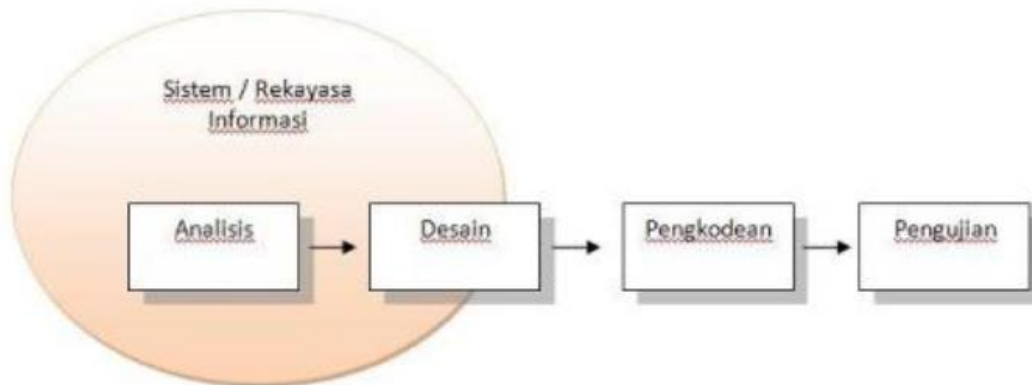 Sistem / Rekayasa
Informasi
Analisis
Desain
Pengkodean
Pengujian